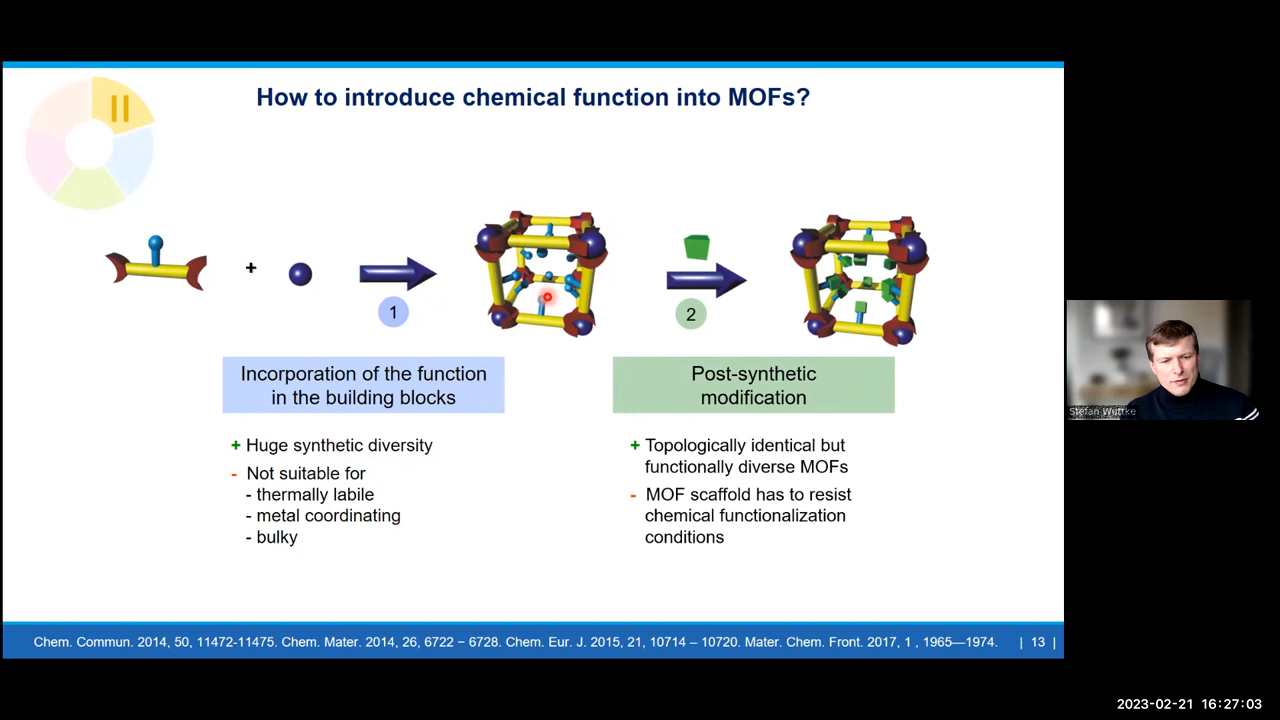 How to introduce chemical function into MOFs?
II
+
1
2
Incorporation of the function
in the building blocks
+ Huge synthetic diversity
- Not suitable for
- thermally labile
- metal coordinating
- bulky
Post-synthetic
modification
+ Topologically identical but
functionally diverse MOFs
- MOF scaffold has to resist
chemical functionalization
conditions
Stefan Wuttke
Chem. Commun. 2014, 50, 11472-11475. Chem. Mater. 2014, 26, 6722 − 6728. Chem. Eur. J. 2015, 21, 10714 – 10720. Mater. Chem. Front. 2017, 1 , 1965—1974. | 13 |
2023-02-21 16:27:03